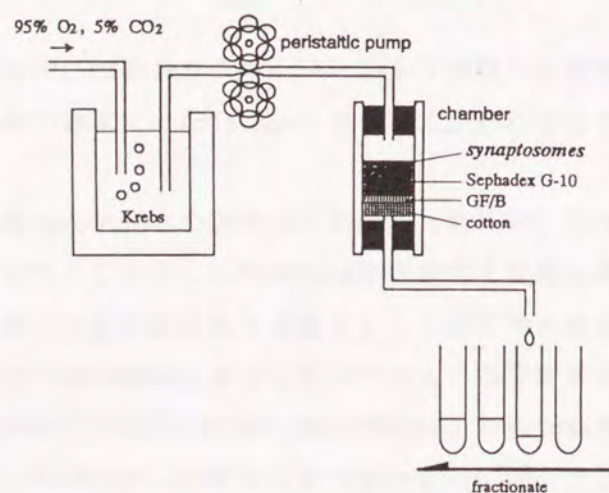 95% O₂, 5% CO₂
peristaltic pump
chamber
synaptosomes
Sephadex G-10
GF/B
cotton
Krebs
fractionate